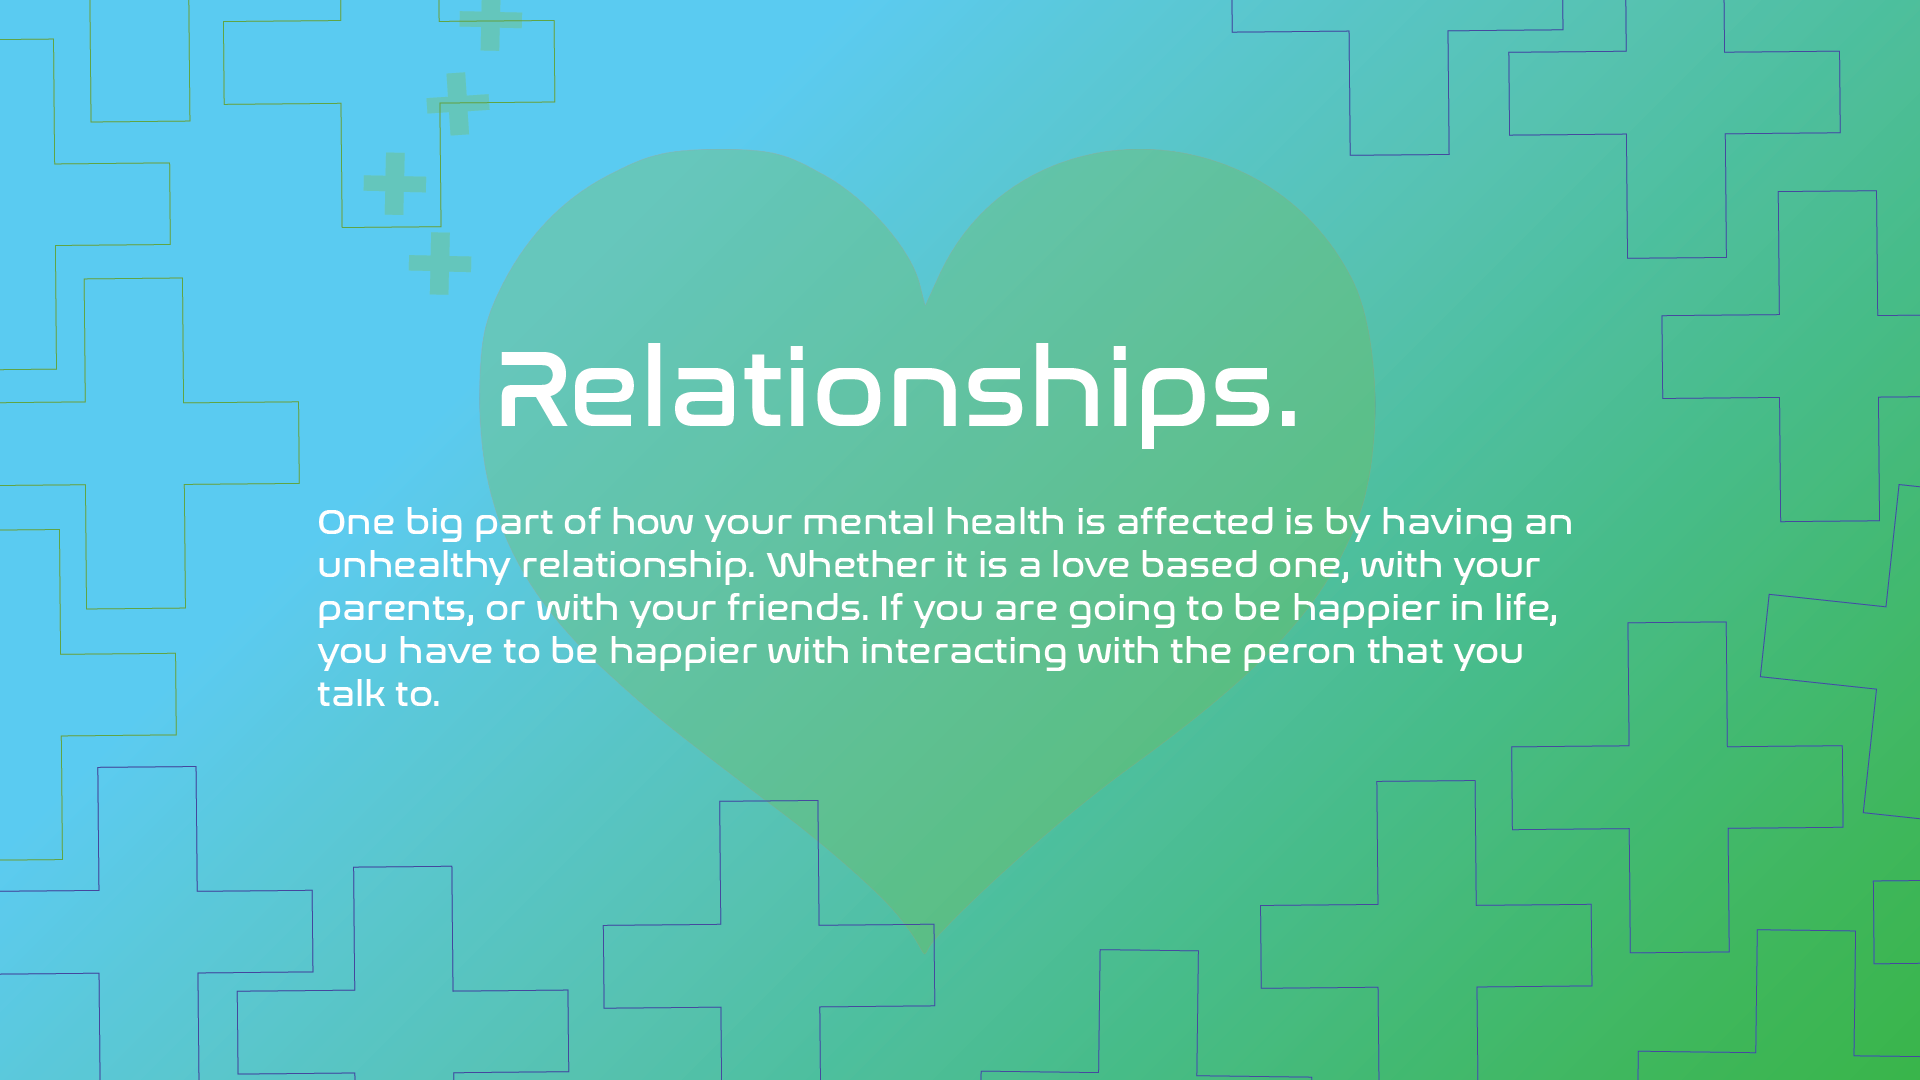 Relationships.
One big part of how your mental health is affected is by having an
unhealthy relationship. Whether it is a love based one, with your
parents, or with your friends. If you are going to be happier in life,
you have to be happier with interacting with the peron that you
talk to.